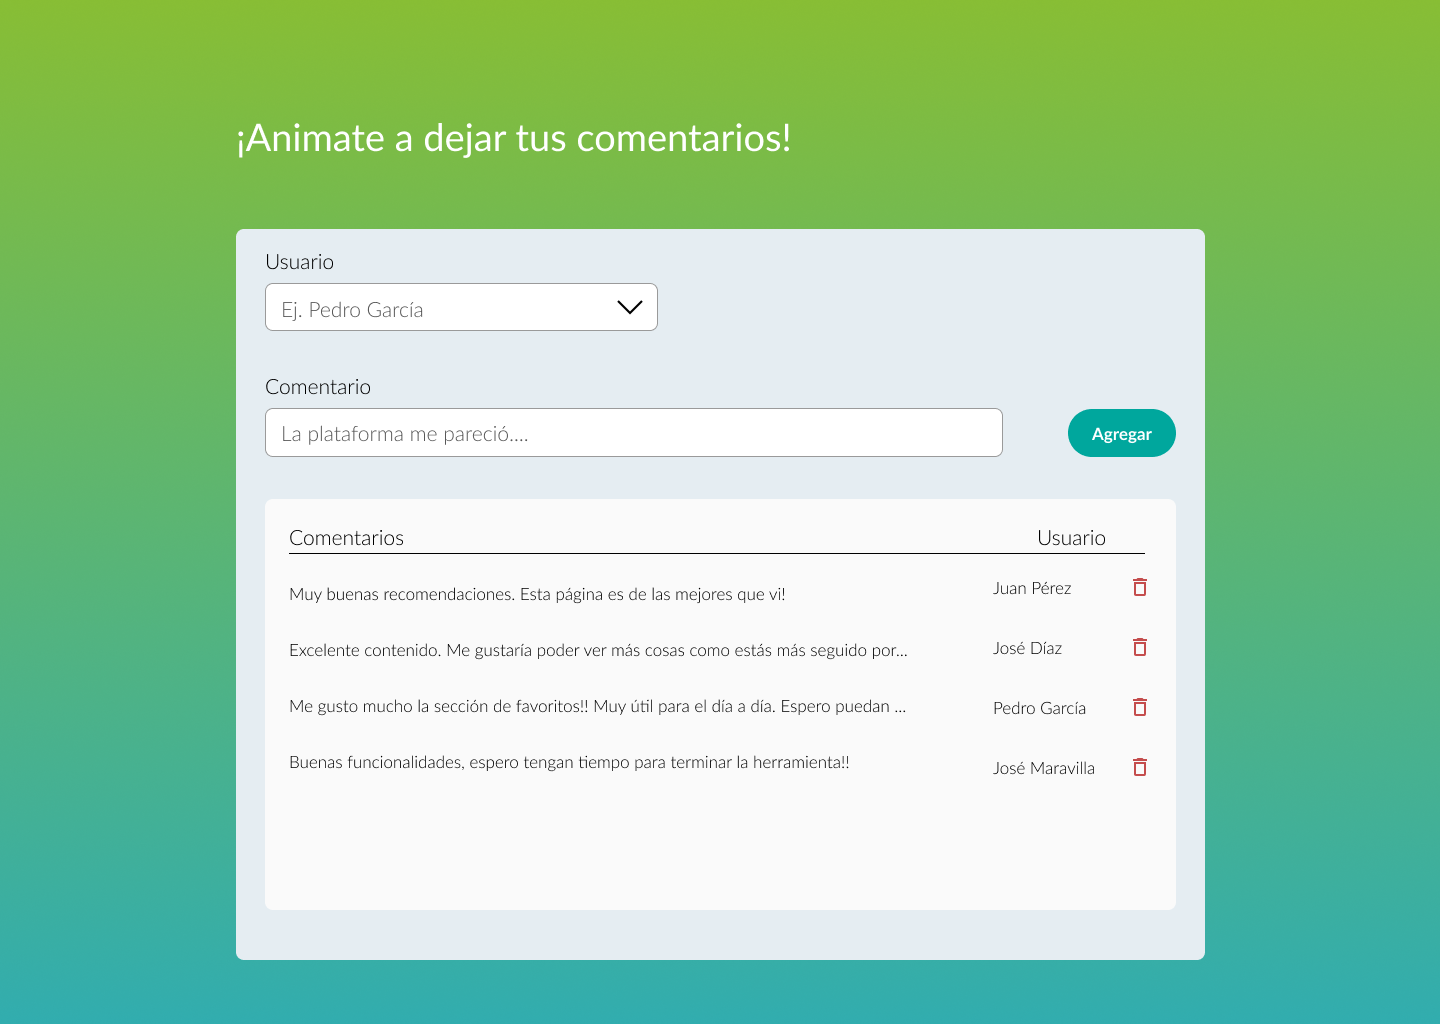 ¡Animate a dejar tus comentarios!
Usuario
Ej. Pedro García
Comentario
La plataforma me pareció....
Agregar
Comentarios Usuario
Muy buenas recomendaciones. Esta página es de las mejores que vi! Juan Pérez
Excelente contenido. Me gustaría poder ver más cosas como estás más seguido por... José Díaz
Me gusto mucho la sección de favoritos!! Muy útil para el día a día. Espero puedan ... Pedro García
Buenas funcionalidades, espero tengan tiempo para terminar la herramienta!! José Maravilla